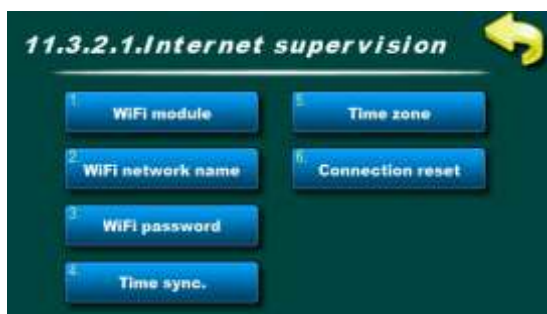 11.3.2.1.Internet supervision
1.
WiFi module
2.
WiFi network name
3.
WiFi password
4.
Time sync.
5.
Time zone
6.
Connection reset